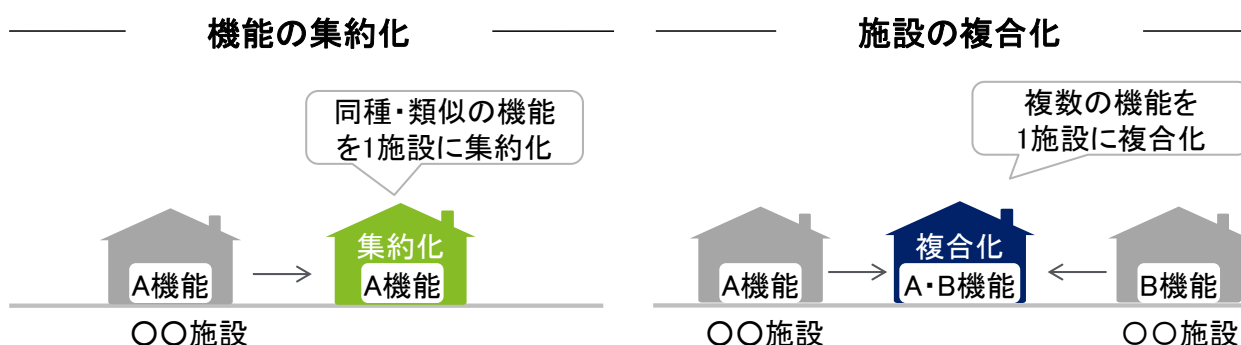 機能の集約化
同種・類似の機能
を1施設に集約化
集約化
A機能
A機能
〇〇施設
施設の複合化
複数の機能を
1施設に複合化
複合化
A機能
A・B機能
B機能
〇〇施設
〇〇施設